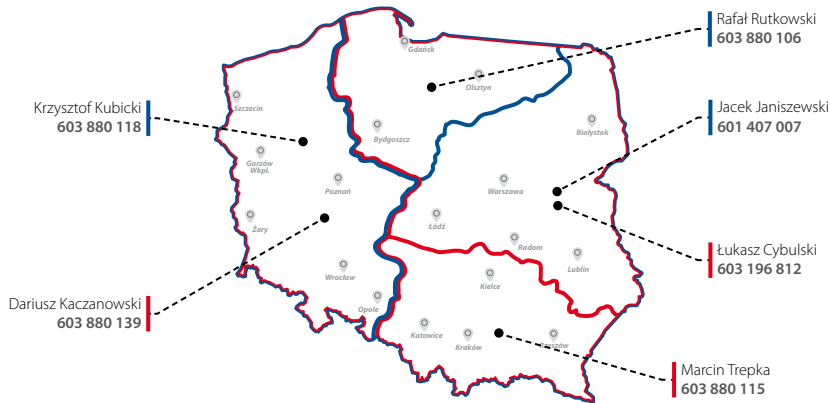 Rafał Rutkowski
603 880 106
Gdańsk
Olsztyn
Krzysztof Kubicki
603 880 118
Szczecin
Jacek Janiszewski
601 407 007
Białystok
Bydgoszcz
Gorzów
Wkpl.
Poznań
Warszawa
Żary
Łódź
Radom
Łukasz Cybulski
603 196 812
Lublin
Wrocław
Kielce
Dariusz Kaczanowski
603 880 139
Opole
Katowice
Kraków
Rzeszów
Marcin Trepka
603 880 115